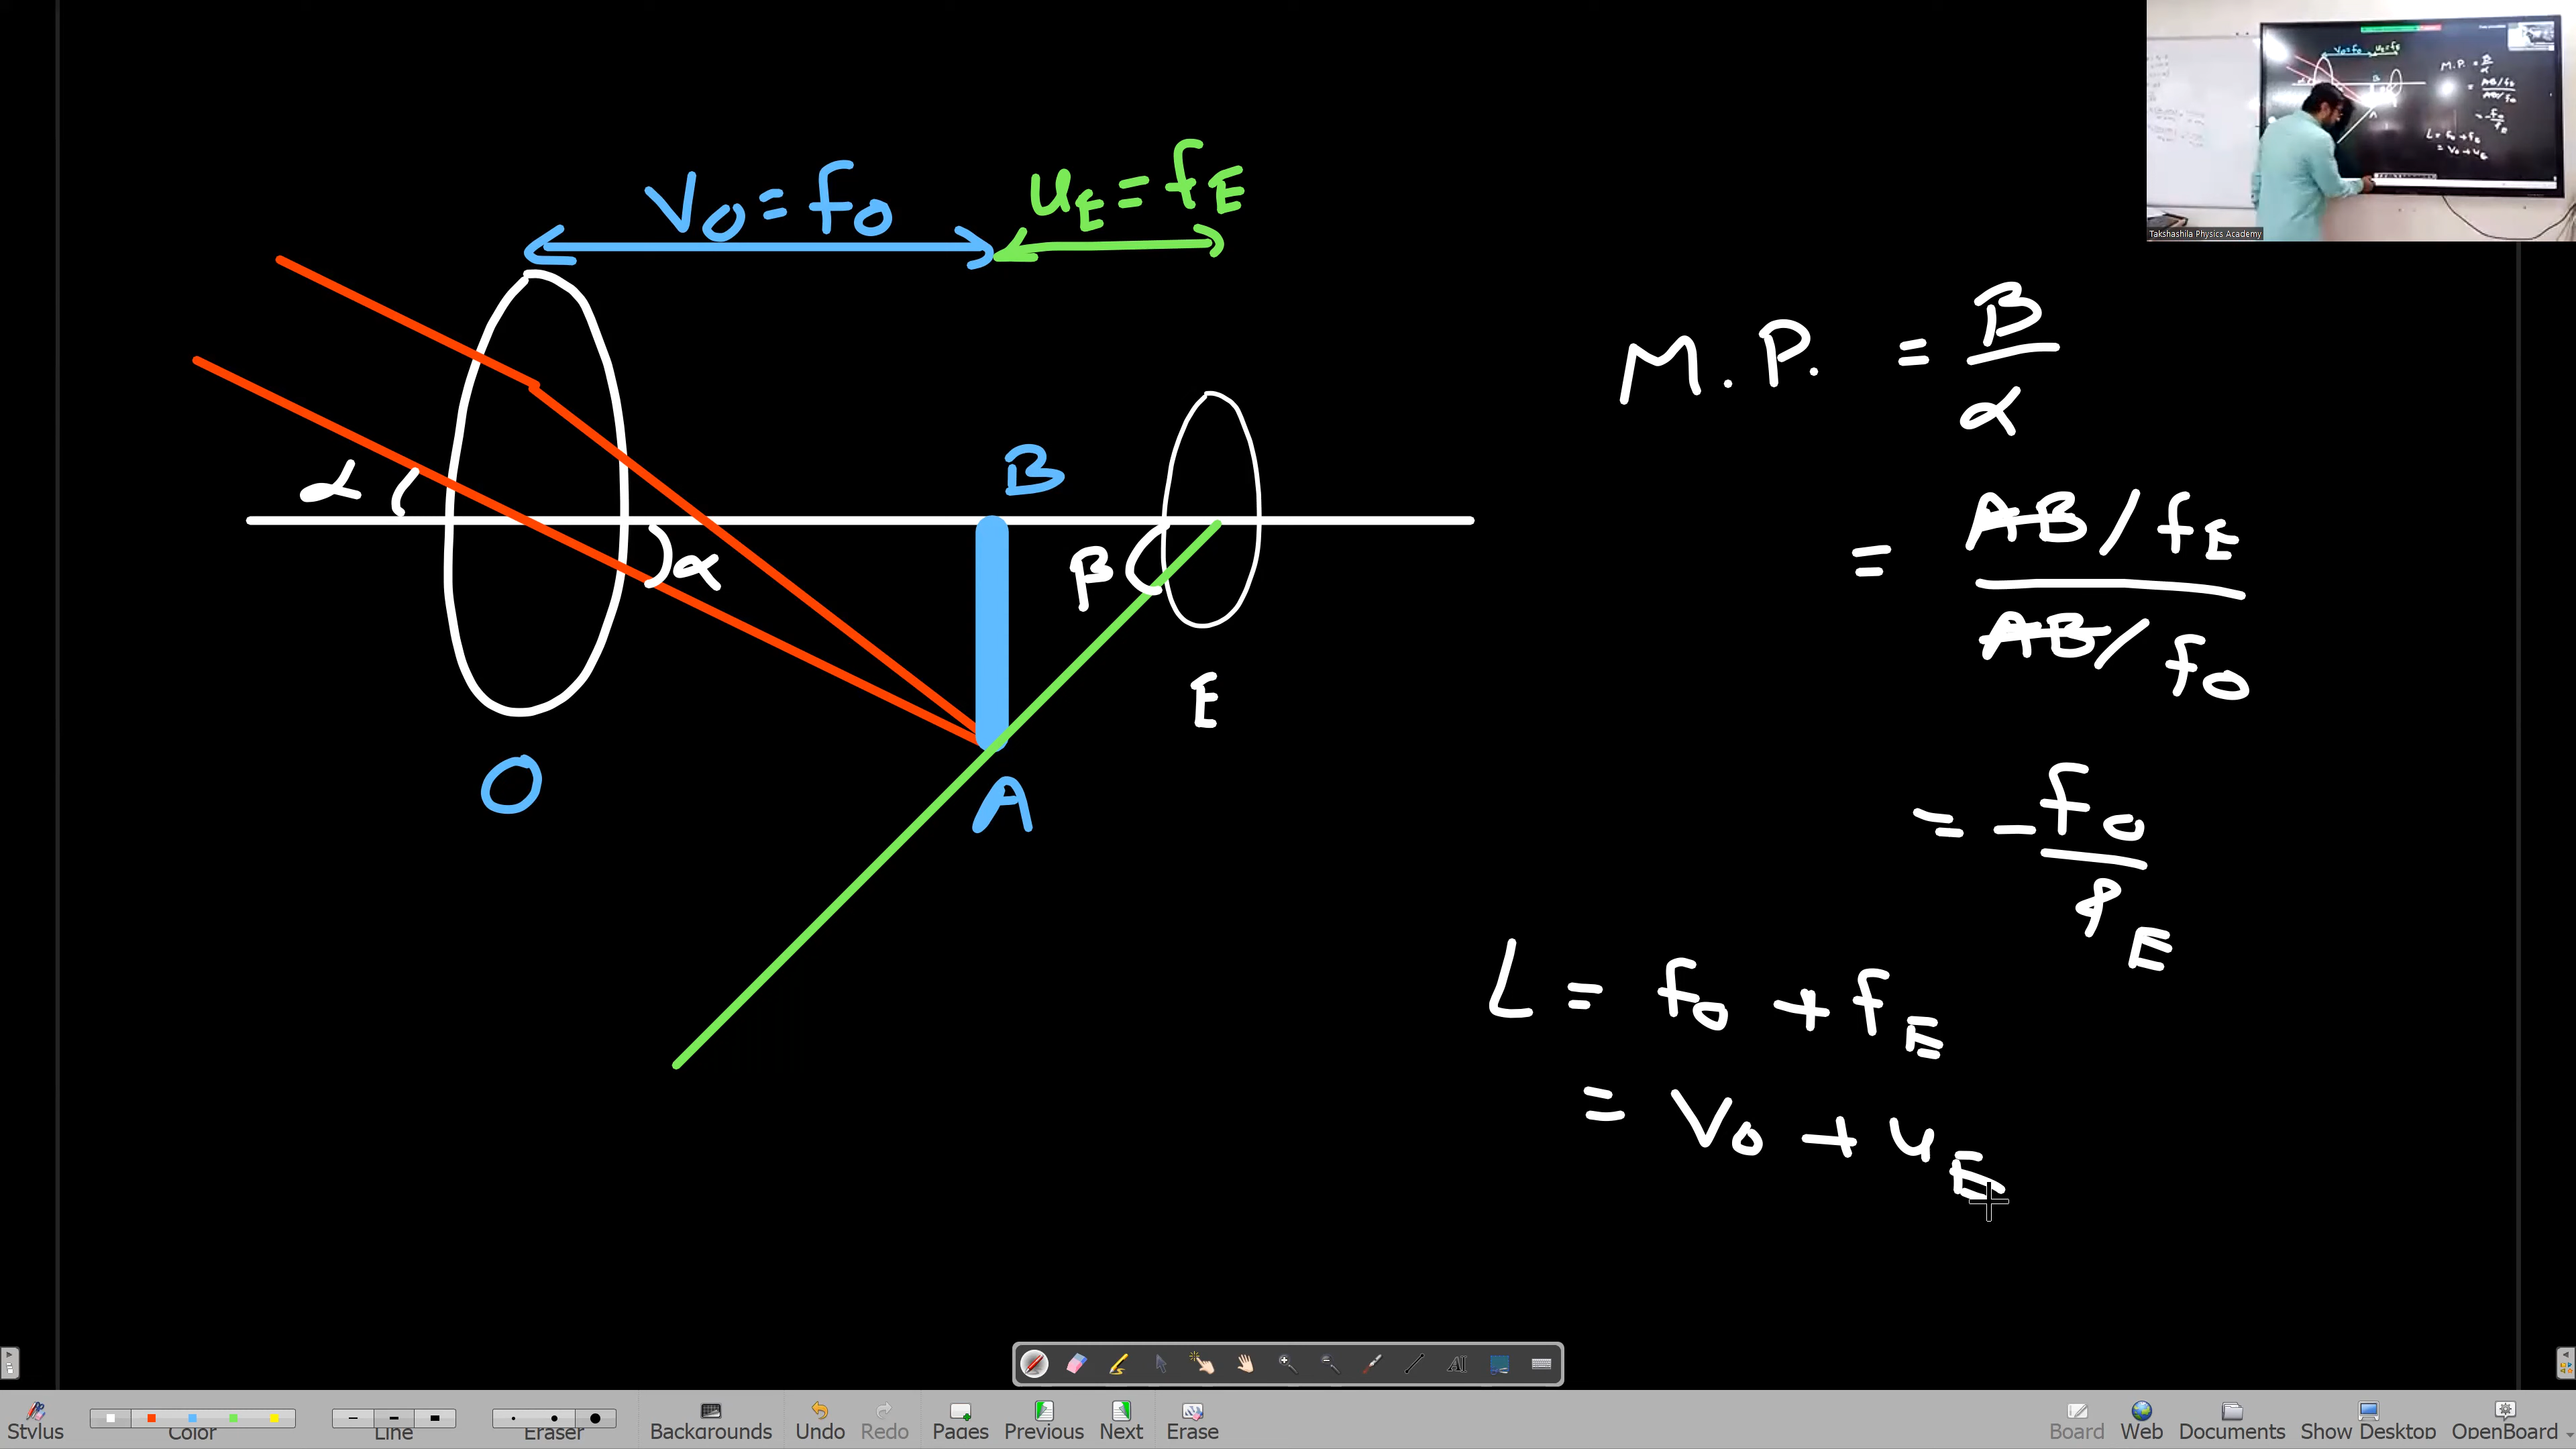 V₀ = f₀
u_E = f_E
Takshashila Physics Academy
α
α
B
β
E
O
A
M.P. = β/α
= AB/f_E
AB/f₀
= -f₀/f_E
L = f₀ + f_E
= V₀ + u_E
Stylus Color Line Eraser Backgrounds Undo Redo Pages Previous Next Erase Board Web Documents Show Desktop OpenBoard